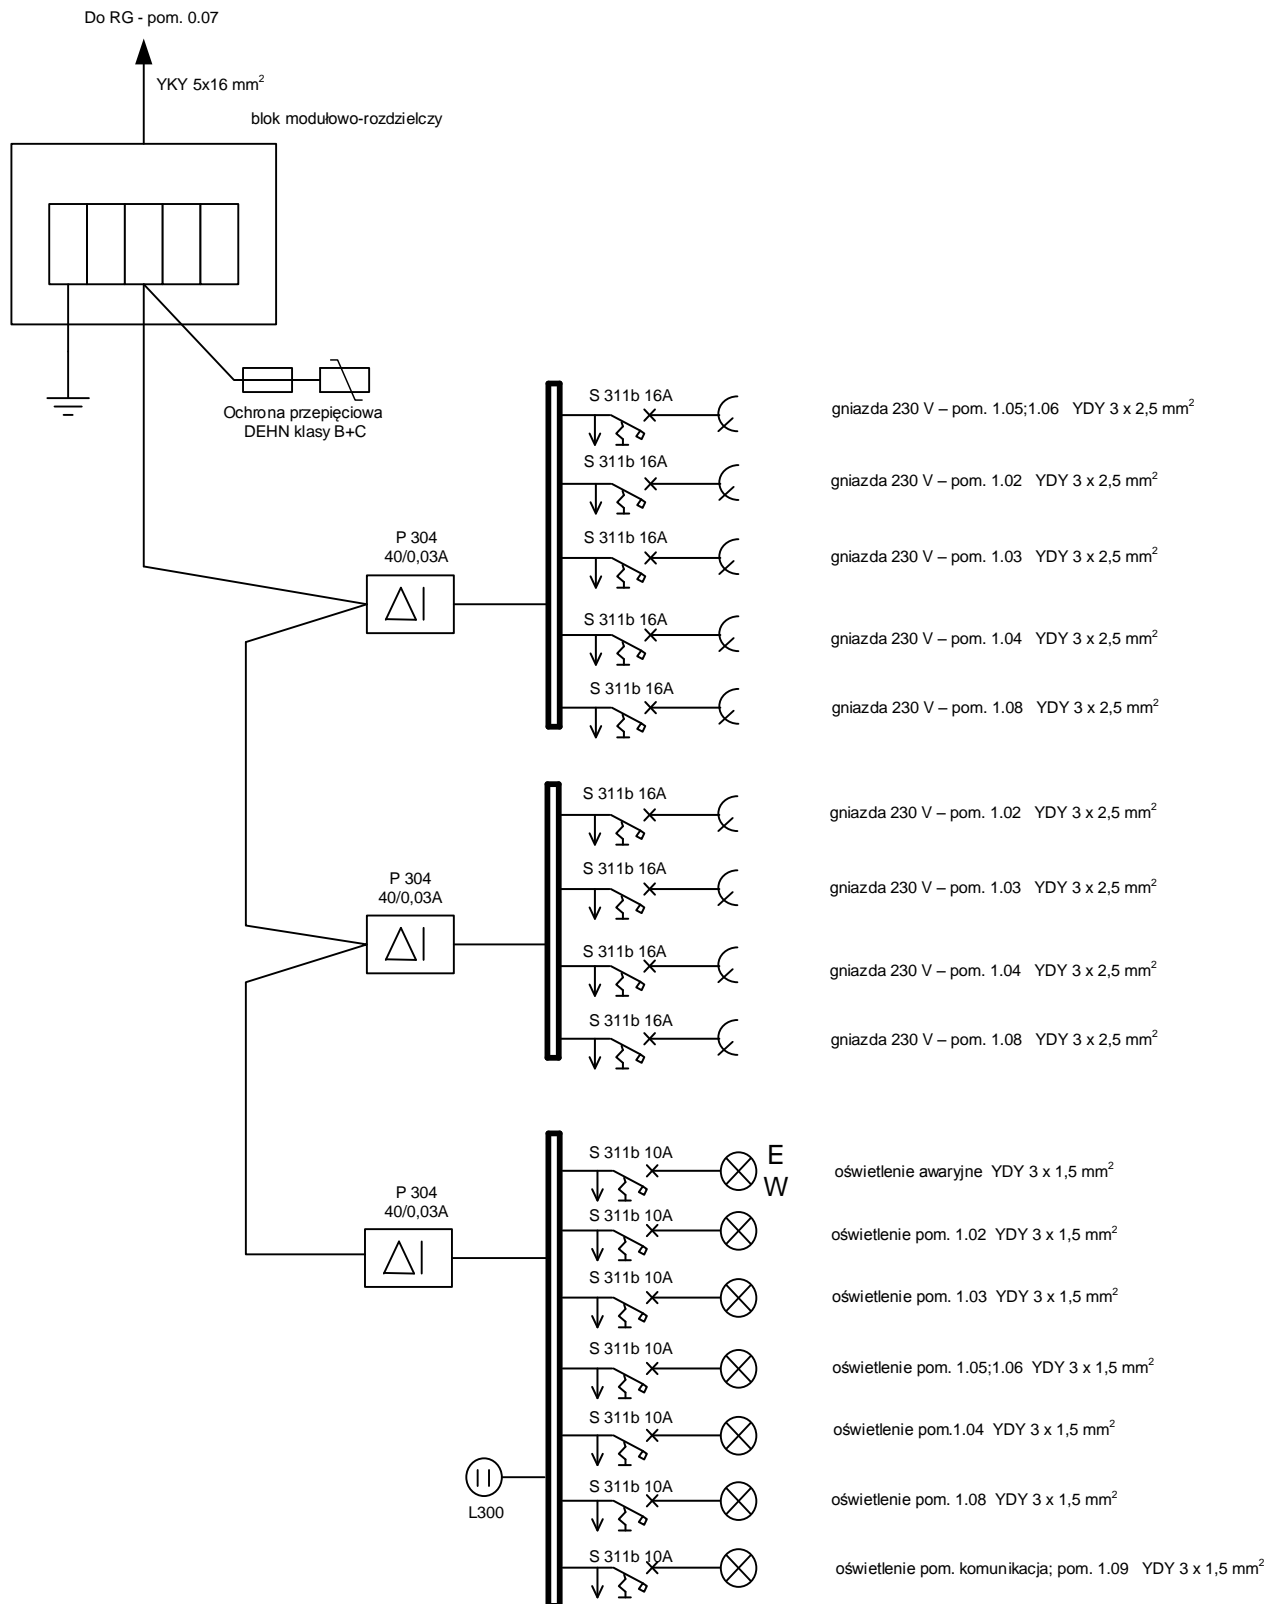 Do RG - pom. 0.07
YKY 5x16 mm²
blok modułowo-rozdzielczy
Ochrona przepięciowa
DEHN klasy B+C
P 304
40/0,03A
S 311b 16A
gniazda 230 V – pom. 1.05;1.06 YDY 3 x 2,5 mm²
S 311b 16A
gniazda 230 V – pom. 1.02 YDY 3 x 2,5 mm²
S 311b 16A
gniazda 230 V – pom. 1.03 YDY 3 x 2,5 mm²
S 311b 16A
gniazda 230 V – pom. 1.04 YDY 3 x 2,5 mm²
S 311b 16A
gniazda 230 V – pom. 1.08 YDY 3 x 2,5 mm²
P 304
40/0,03A
S 311b 16A
gniazda 230 V – pom. 1.02 YDY 3 x 2,5 mm²
S 311b 16A
gniazda 230 V – pom. 1.03 YDY 3 x 2,5 mm²
S 311b 16A
gniazda 230 V – pom. 1.04 YDY 3 x 2,5 mm²
S 311b 16A
gniazda 230 V – pom. 1.08 YDY 3 x 2,5 mm²
P 304
40/0,03A
S 311b 10A
E
W
oświetlenie awaryjne YDY 3 x 1,5 mm²
S 311b 10A
oświetlenie pom. 1.02 YDY 3 x 1,5 mm²
S 311b 10A
oświetlenie pom. 1.03 YDY 3 x 1,5 mm²
S 311b 10A
oświetlenie pom. 1.05;1.06 YDY 3 x 1,5 mm²
S 311b 10A
oświetlenie pom.1.04 YDY 3 x 1,5 mm²
L300
S 311b 10A
oświetlenie pom. 1.08 YDY 3 x 1,5 mm²
S 311b 10A
oświetlenie pom. komunikacja; pom. 1.09 YDY 3 x 1,5 mm²